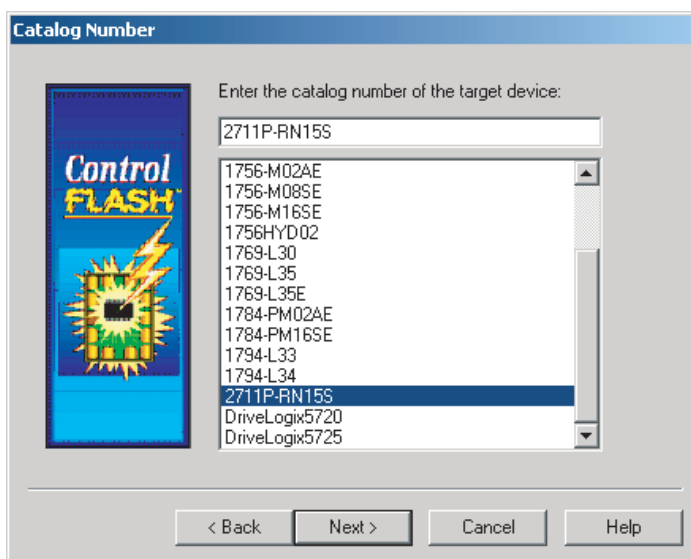 Catalog Number
Control
FLASH™
Enter the catalog number of the target device:
2711P-RN15S
1756-M02AE
1756-M08SE
1756-M16SE
1756HYD02
1769-L30
1769-L35
1769-L35E
1784-PM02AE
1784-PM16SE
1794-L33
1794-L34
2711P-RN15S
DriveLogix5720
DriveLogix5725
< Back
Next >
Cancel
Help